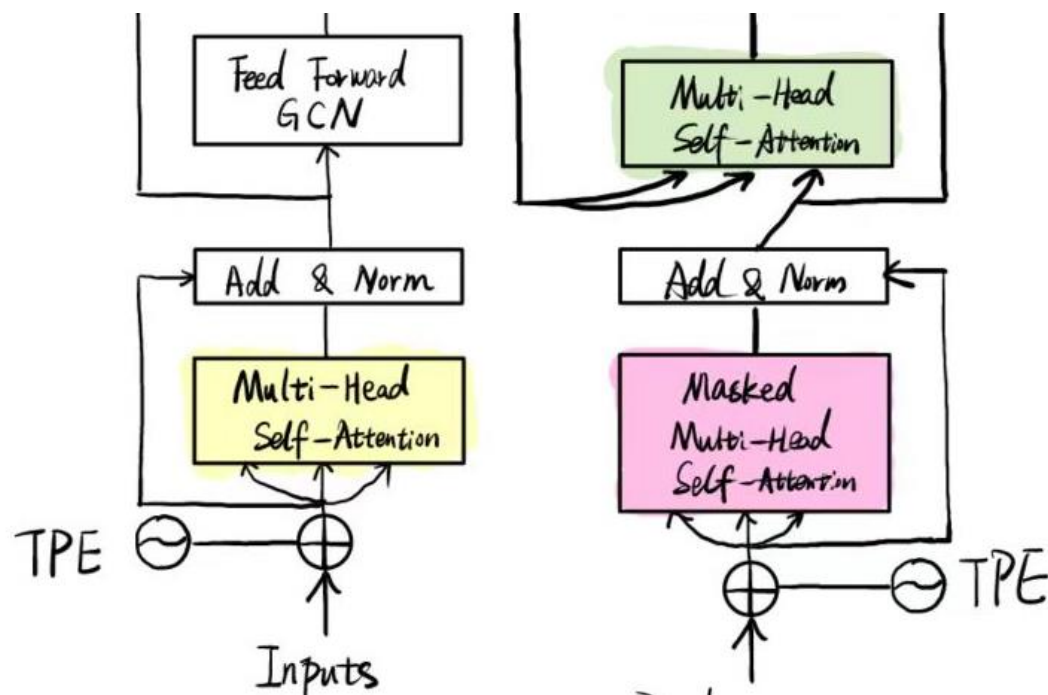 Feed Forward
GCN
Add & Norm
Multi-Head
Self-Attention
TPE
Inputs
Multi-Head
Self-Attention
Add & Norm
Masked
Multi-Head
Self-Attention
TPE